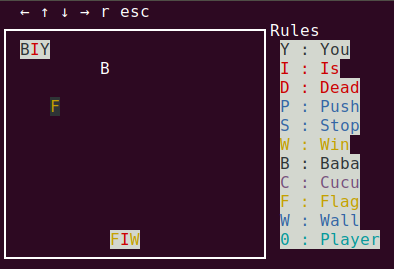 ← ↑ ↓ → r esc
Rules
BIY
B
F
FIW
Y : You
I : Is
D : Dead
P : Push
S : Stop
W : Win
B : Baba
C : Cucu
F : Flag
W : Wall
0 : Player